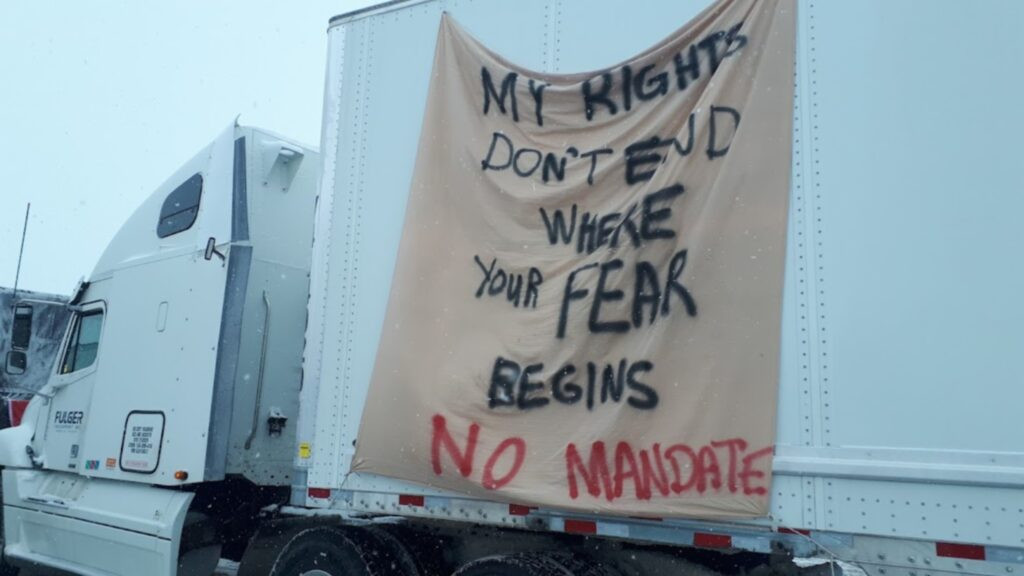 MY RIGHTS
DON'T END
WHERE
YOUR FEAR
BEGINS
NO MANDATE
FULGER